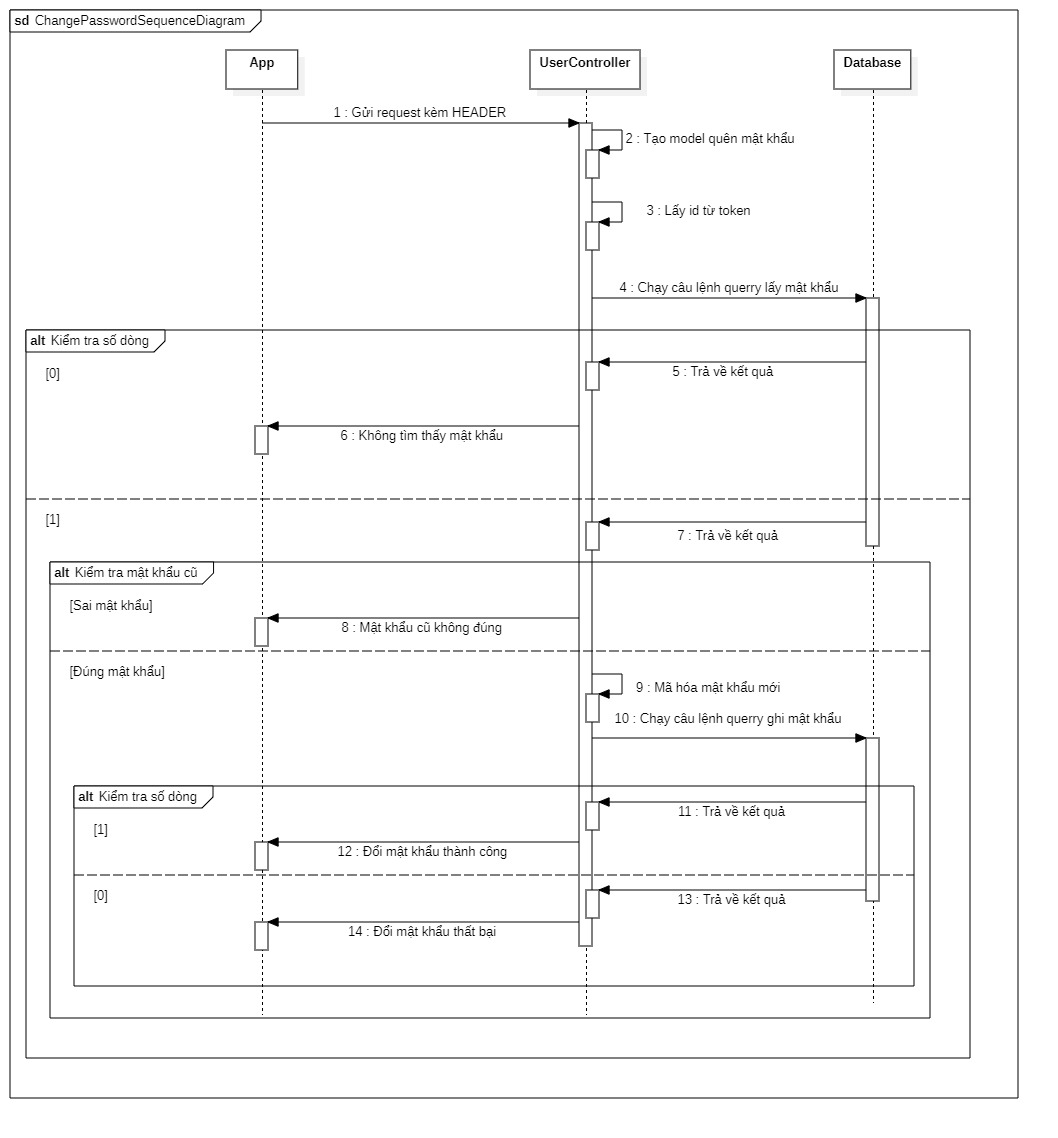 sd ChangePasswordSequenceDiagram
App
UserController
Database
1 : Gửi request kèm HEADER
2 : Tạo model quên mật khẩu
3 : Lấy id từ token
4 : Chạy câu lệnh querry lấy mật khẩu
alt Kiểm tra số dòng
[0]
5 : Trả về kết quả
6 : Không tìm thấy mật khẩu
[1]
7 : Trả về kết quả
alt Kiểm tra mật khẩu cũ
[Sai mật khẩu]
8 : Mật khẩu cũ không đúng
[Đúng mật khẩu]
9 : Mã hóa mật khẩu mới
10 : Chạy câu lệnh querry ghi mật khẩu
alt Kiểm tra số dòng
11 : Trả về kết quả
[1]
12 : Đổi mật khẩu thành công
[0]
13 : Trả về kết quả
14 : Đổi mật khẩu thất bại